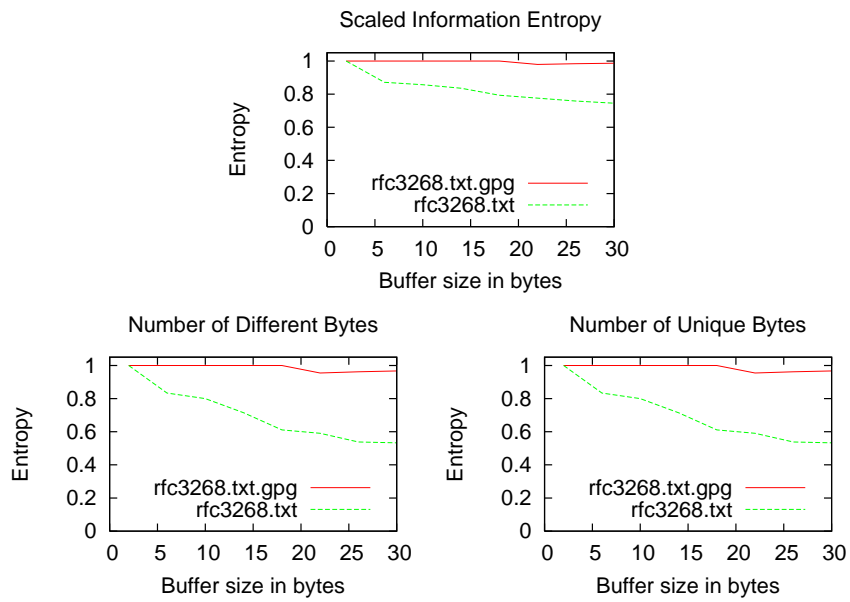 Scaled Information Entropy
1
0.8
0.6
0.4
0.2
0
Entropy
rfc3268.txt.gpg
rfc3268.txt
0 5 10 15 20 25 30
Buffer size in bytes
Number of Different Bytes
1
0.8
0.6
0.4
0.2
0
Entropy
rfc3268.txt.gpg
rfc3268.txt
0 5 10 15 20 25 30
Buffer size in bytes
Number of Unique Bytes
1
0.8
0.6
0.4
0.2
0
Entropy
rfc3268.txt.gpg
rfc3268.txt
0 5 10 15 20 25 30
Buffer size in bytes